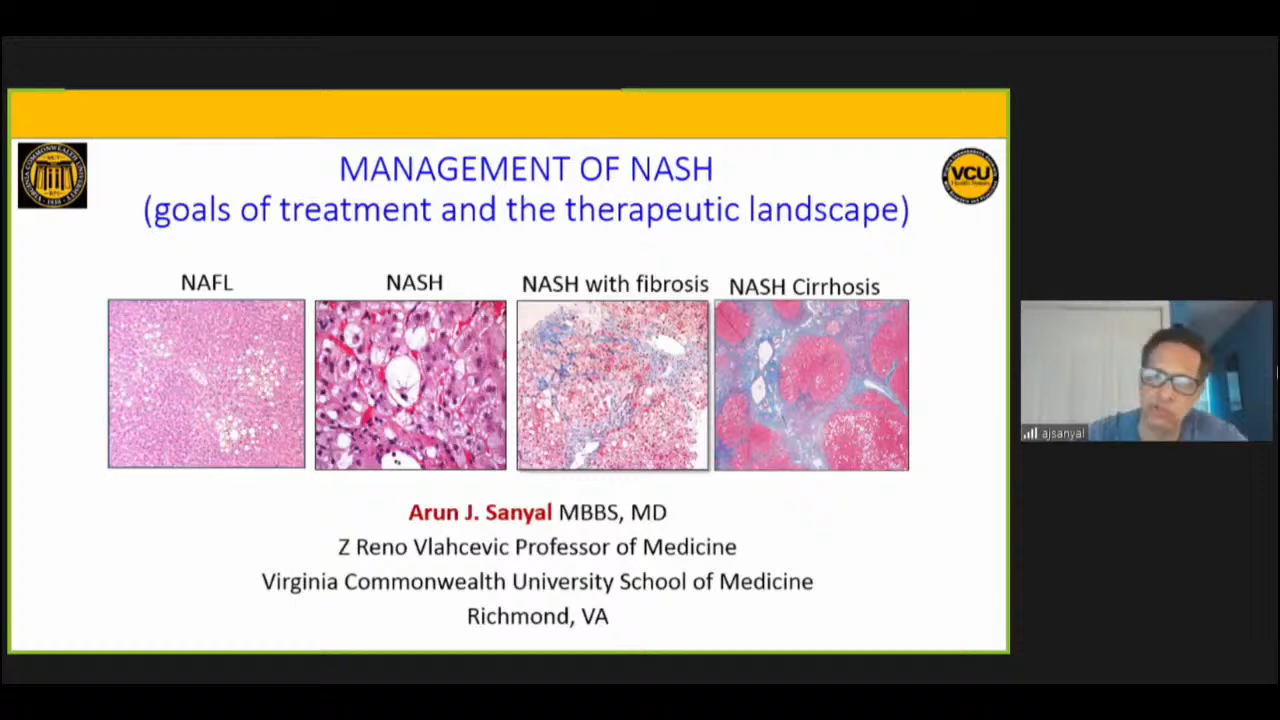 MANAGEMENT OF NASH
(goals of treatment and the therapeutic landscape)
VCU
NAFL
NASH
NASH with fibrosis
NASH Cirrhosis
Arun J. Sanyal MBBS, MD
Z Reno Vlahcevic Professor of Medicine
Virginia Commonwealth University School of Medicine
Richmond, VA
ajsanyal